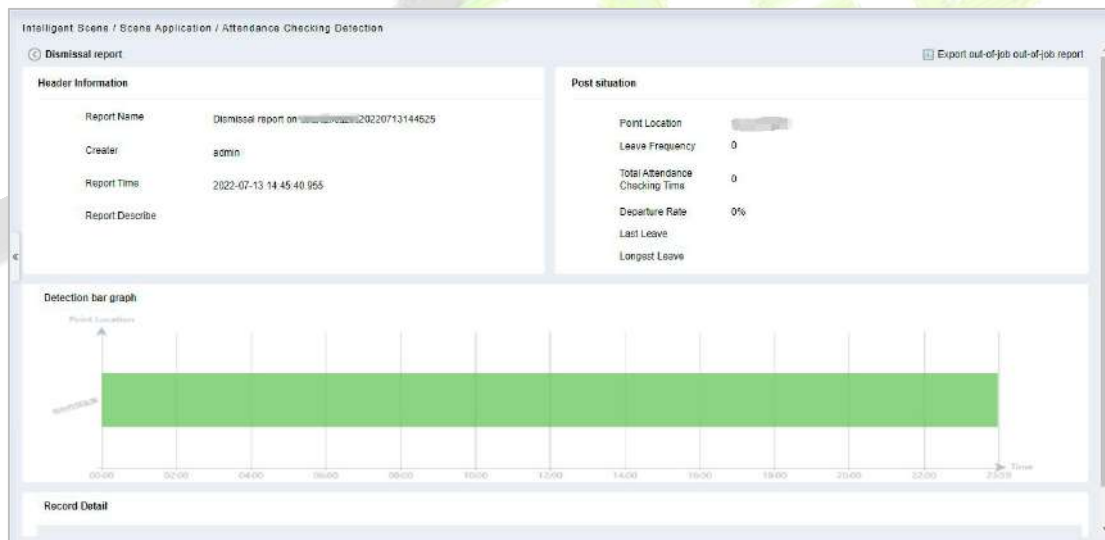 Intelligent Scene / Scene Application / Attendance Checking Detection
Dismissal report
Export out-of-job out-of-job report
Header Information
Report Name Dismissal report on 20220713144525
Creater admin
Report Time 2022-07-13 14:45:40.955
Report Describe
Post situation
Point Location
Leave Frequency 0
Total Attendance
Checking Time 0
Departure Rate 0%
Last Leave
Longest Leave
Detection bar graph
Point Location
00:00 02:00 04:00 06:00 08:00 10:00 12:00 14:00 16:00 18:00 20:00 22:00 Time
Record Detail